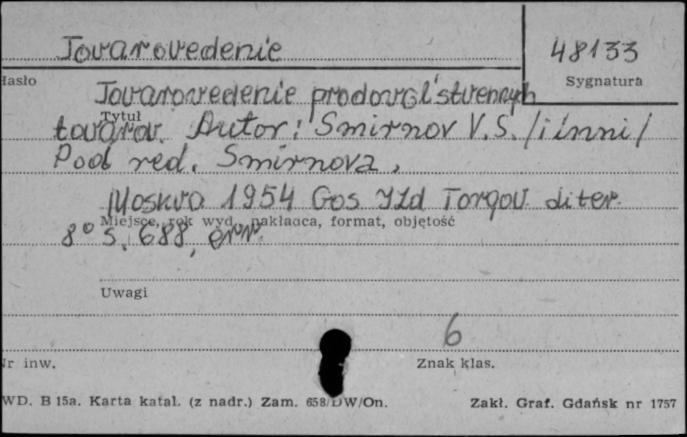 Tovarovedenie
48133
Hasło
Sygnatura
Tovarovedenie prodovol'stvennych
Tytuł
tovarov. Autor: Smirnov V.S. /i inni/
Pod red. Smirnova,
Moskva 1954 Gos Izd Torgov Liter.
Miejsce, rok wyd., nakładca, format, objętość
8° s. 688,
Uwagi
6
Nr inw.
Znak klas.
WD. B 15a. Karta katal. (z nadr.) Zam. 658/DW/On.
Zakł. Graf. Gdańsk nr 1757